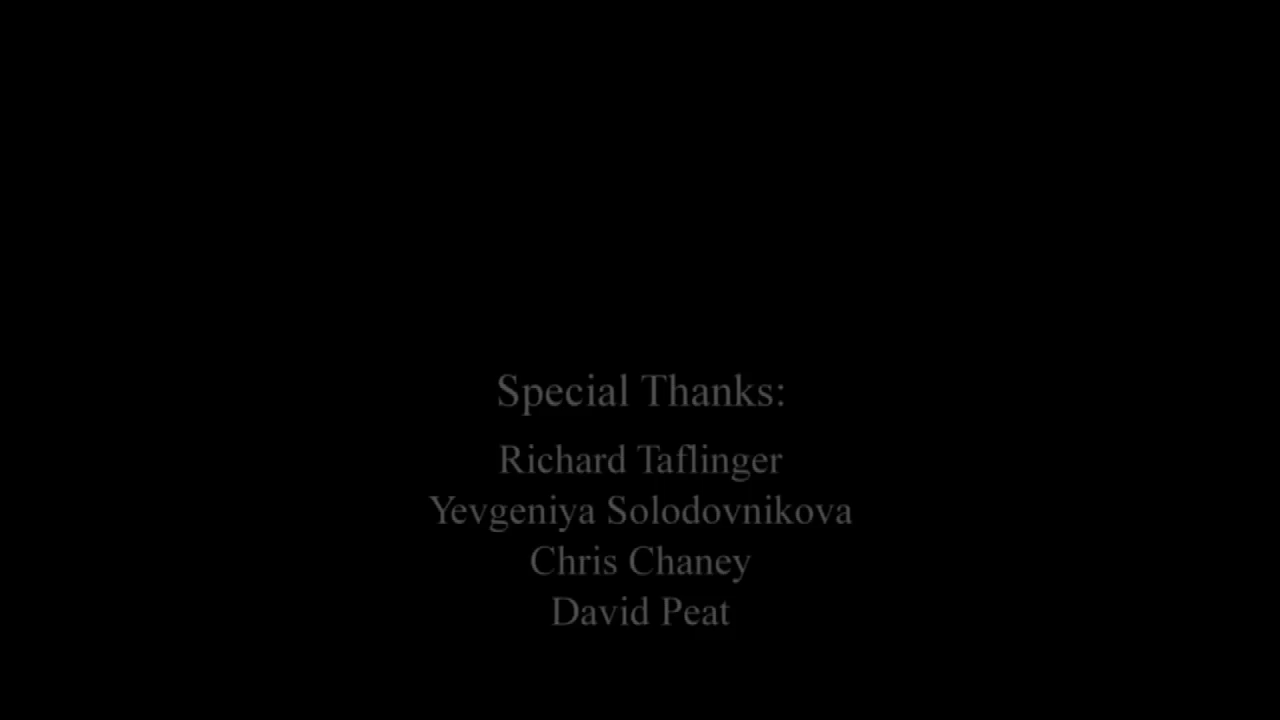 Special Thanks:
Richard Taflinger
Yevgeniya Solodovnikova
Chris Chaney
David Peat